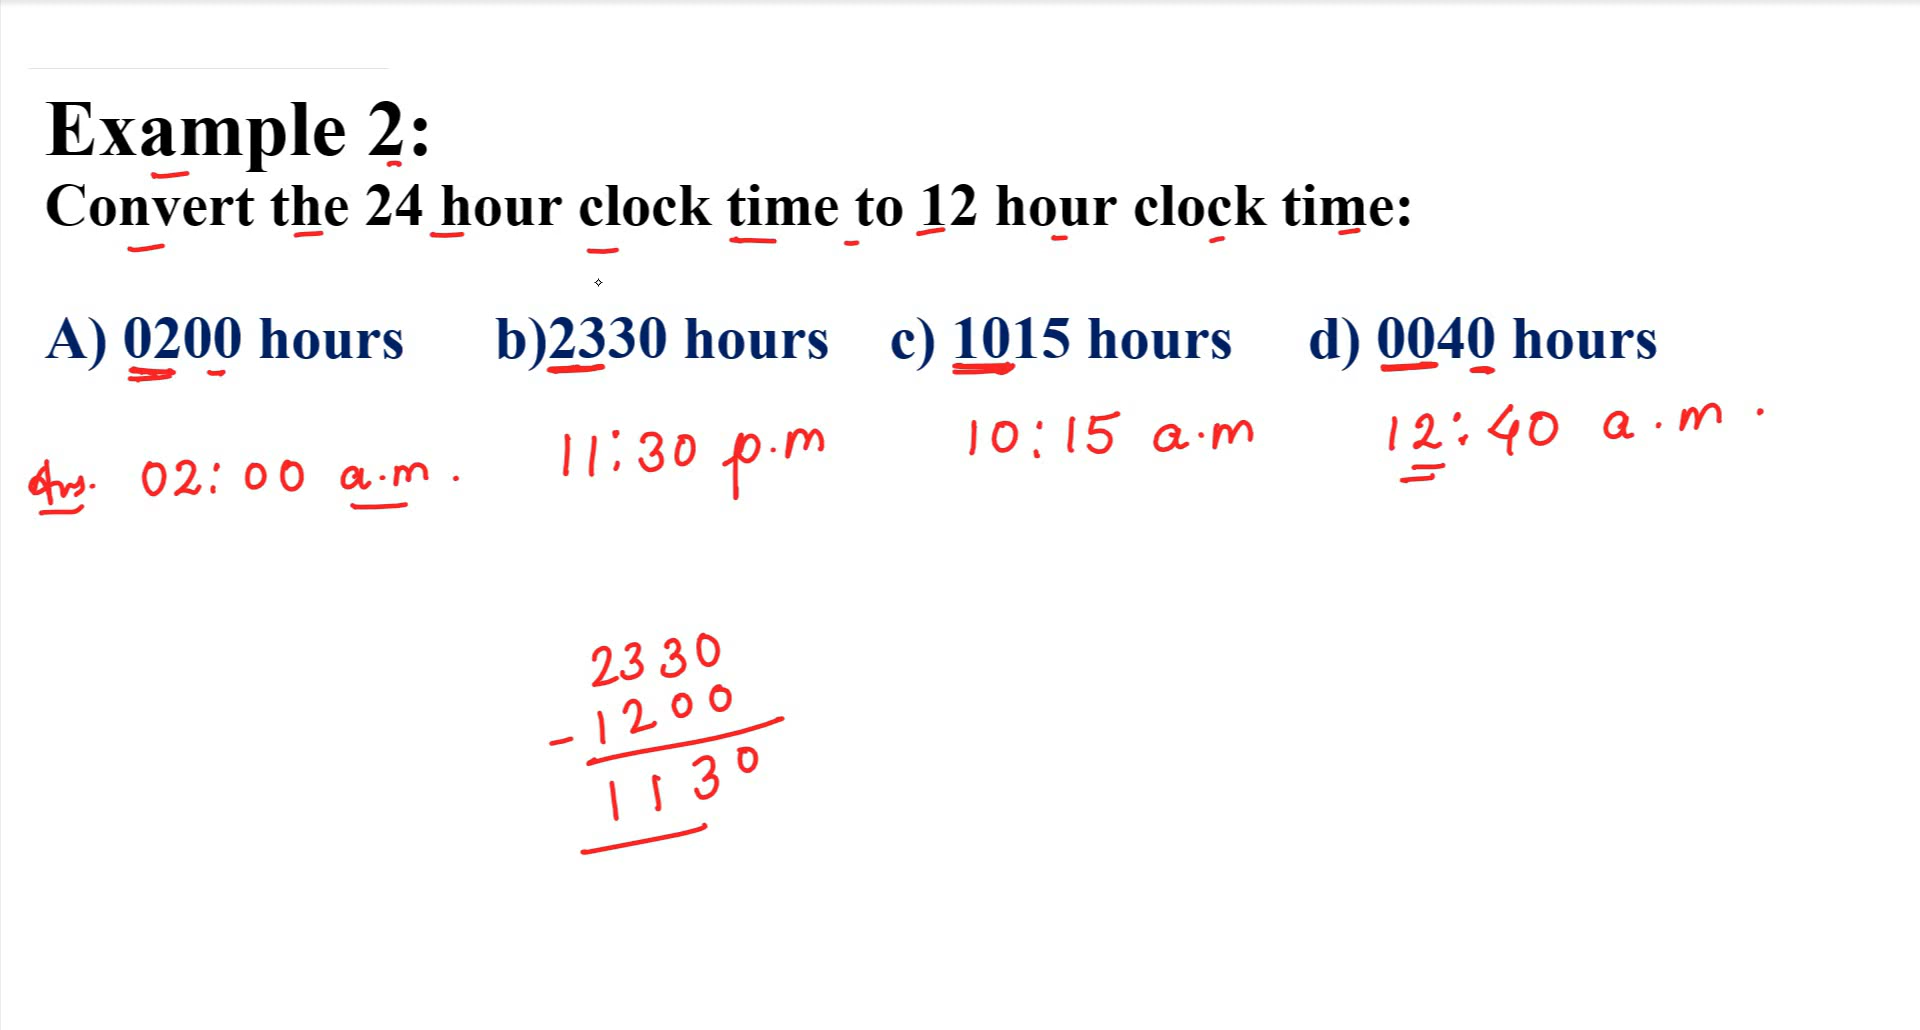 Example 2:
Convert the 24 hour clock time to 12 hour clock time:
A) 0200 hours b)2330 hours c) 1015 hours d) 0040 hours
Ans. 02:00 a.m. 11:30 p.m 10:15 a.m 12:40 a.m.
2330
- 1200
1130